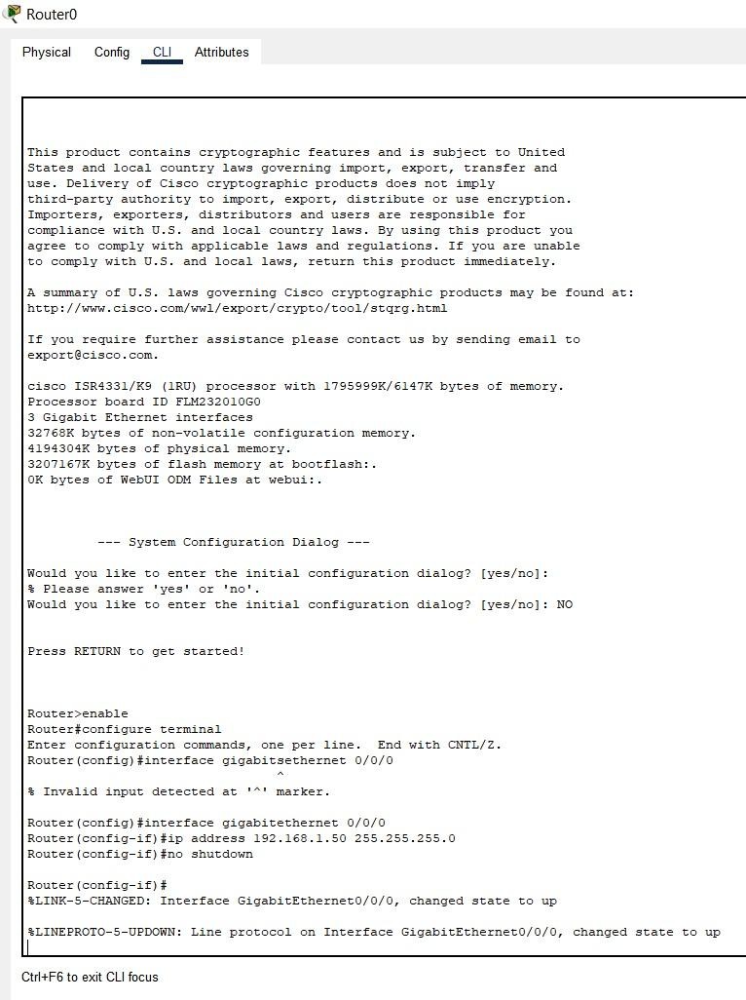 Router0
Physical Config CLI Attributes
This product contains cryptographic features and is subject to United
States and local country laws governing import, export, transfer and
use. Delivery of Cisco cryptographic products does not imply
third-party authority to import, export, distribute or use encryption.
Importers, exporters, distributors and users are responsible for
compliance with U.S. and local country laws. By using this product you
agree to comply with applicable laws and regulations. If you are unable
to comply with U.S. and local laws, return this product immediately.
A summary of U.S. laws governing Cisco cryptographic products may be found at:
http://www.cisco.com/wwl/export/crypto/tool/stqrg.html
If you require further assistance please contact us by sending email to
export@cisco.com.
cisco ISR4331/K9 (1RU) processor with 1795999K/6147K bytes of memory.
Processor board ID FLM232010G0
3 Gigabit Ethernet interfaces
32768K bytes of non-volatile configuration memory.
4194304K bytes of physical memory.
3207167K bytes of flash memory at bootflash:.
0K bytes of WebUI ODM Files at webui:.
--- System Configuration Dialog ---
Would you like to enter the initial configuration dialog? [yes/no]:
% Please answer 'yes' or 'no'.
Would you like to enter the initial configuration dialog? [yes/no]: NO
Press RETURN to get started!
Router>enable
Router#configure terminal
Enter configuration commands, one per line.  End with CNTL/Z.
Router(config)#interface gigabitsethernet 0/0/0
^
% Invalid input detected at '^' marker.
Router(config)#interface gigabitethernet 0/0/0
Router(config-if)#ip address 192.168.1.50 255.255.255.0
Router(config-if)#no shutdown
Router(config-if)#
%LINK-5-CHANGED: Interface GigabitEthernet0/0/0, changed state to up
%LINEPROTO-5-UPDOWN: Line protocol on Interface GigabitEthernet0/0/0, changed state to up
Ctrl+F6 to exit CLI focus